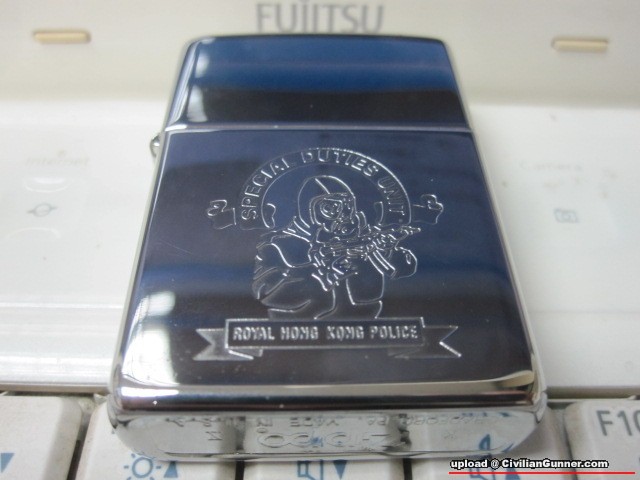 FUJITSU
SPECIAL DUTIES UNIT
ROYAL HONG KONG POLICE
F10
upload @ CivilianGunner.com